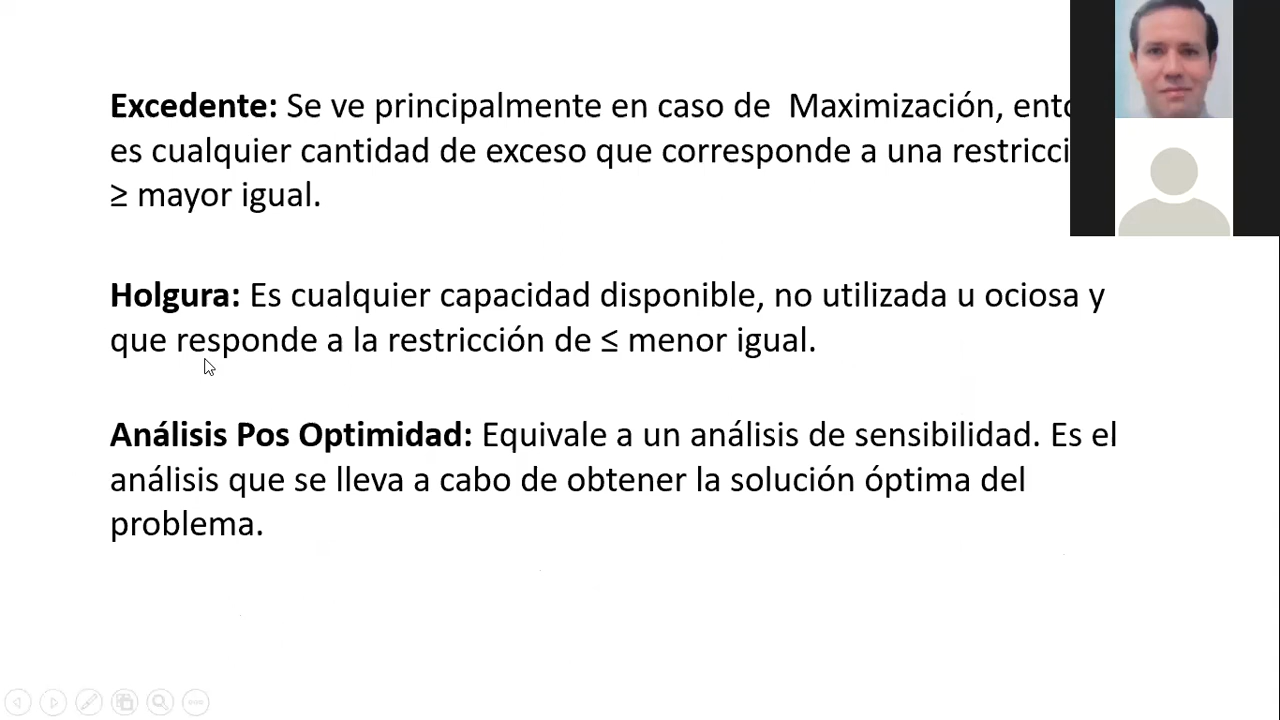 Excedente: Se ve principalmente en caso de  Maximización,
es cualquier cantidad de exceso que corresponde a una
≥ mayor igual.
Holgura: Es cualquier capacidad disponible, no utilizada u ociosa y
que responde a la restricción de ≤ menor igual.
Análisis Pos Optimidad: Equivale a un análisis de sensibilidad. Es el
análisis que se lleva a cabo de obtener la solución óptima del
problema.